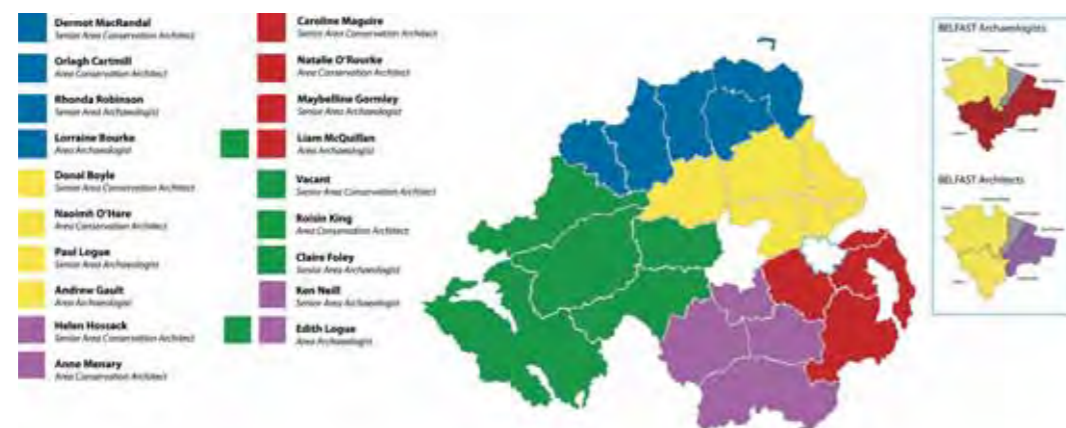 Dermot MacRandal
Senior Area Conservation Architect
Orlagh Cartmill
Area Conservation Architect
Rhonda Robinson
Senior Area Archaeologist
Lorraine Bourke
Area Archaeologist
Donal Boyle
Senior Area Conservation Architect
Naoimh O'Hare
Area Conservation Architect
Paul Logue
Senior Area Archaeologist
Andrew Gault
Area Archaeologist
Helen Hossack
Senior Area Conservation Architect
Anne Menary
Area Conservation Architect
Caroline Maguire
Senior Area Conservation Architect
Natalie O'Rourke
Area Conservation Architect
Maybelline Gormley
Senior Area Archaeologist
Liam McQuillan
Area Archaeologist
Vacant
Senior Area Conservation Architect
Roisin King
Area Conservation Architect
Claire Foley
Senior Area Archaeologist
Ken Neill
Senior Area Archaeologist
Edith Logue
Area Archaeologist
BELFAST Archaeologists
BELFAST Architects